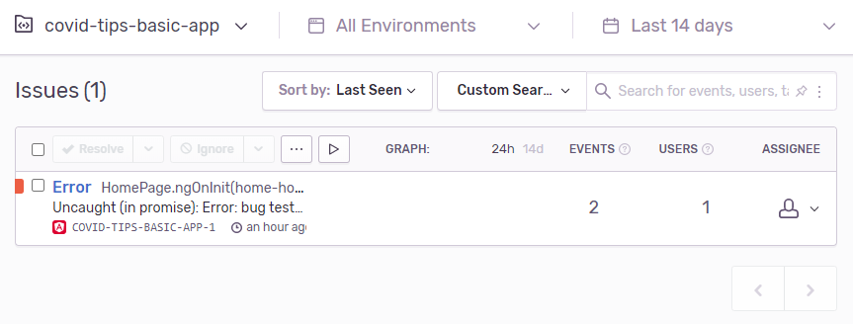 covid-tips-basic-app All Environments Last 14 days
Issues (1) Sort by: Last Seen Custom Sear... Search for events, users, ta
Resolve Ignore ... GRAPH: 24h 14d EVENTS ? USERS ? ASSIGNEE
Error HomePage.ngOnInit(home-ho...
Uncaught (in promise): Error: bug test... 2 1
COVID-TIPS-BASIC-APP-1 an hour ag